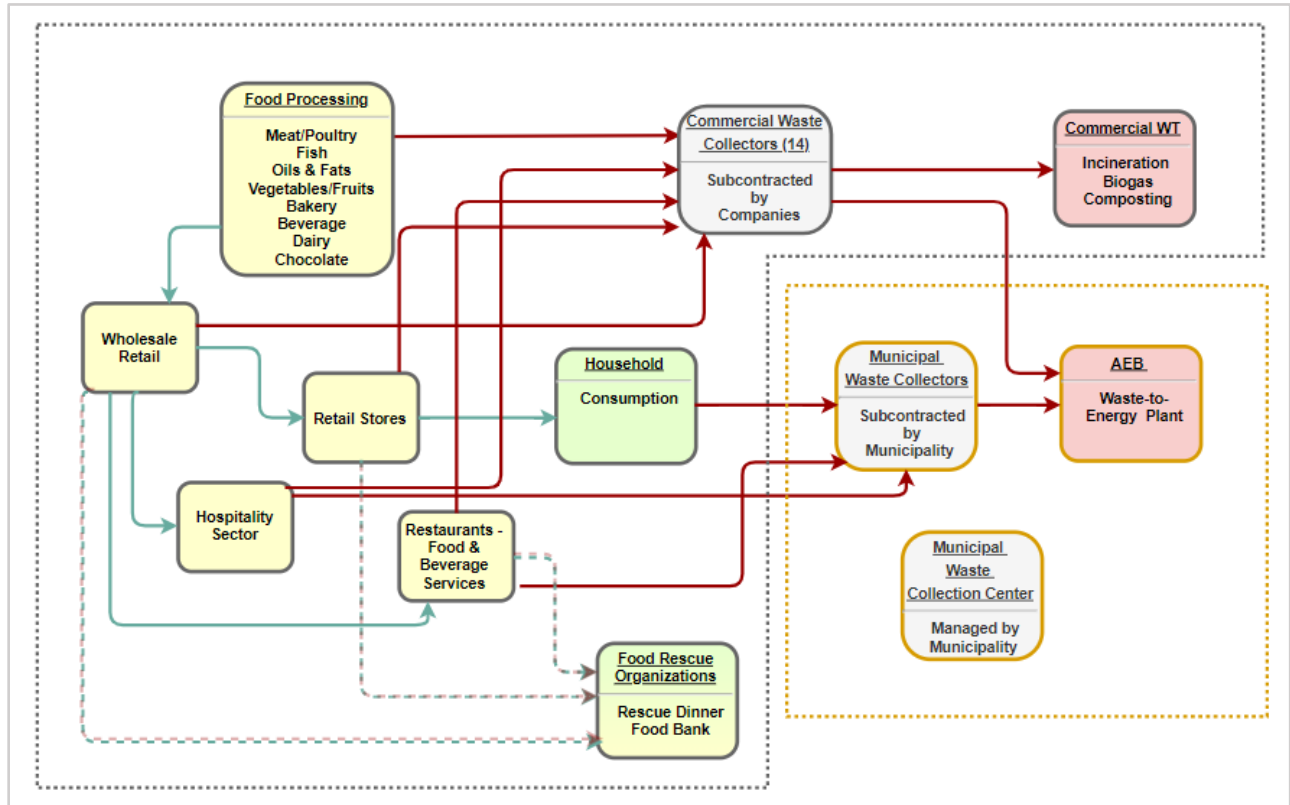 Food Processing
Meat/Poultry
Fish
Oils & Fats
Vegetables/Fruits
Bakery
Beverage
Dairy
Chocolate
Commercial Waste
Collectors (14)
Subcontracted
by
Companies
Commercial WT
Incineration
Biogas
Composting
Wholesale
Retail
Retail Stores
Household
Consumption
Municipal
Waste Collectors
Subcontracted
by
Municipality
AEB
Waste-to-
Energy Plant
Hospitality
Sector
Restaurants -
Food &
Beverage
Services
Municipal
Waste
Collection Center
Managed by
Municipality
Food Rescue
Organizations
Rescue Dinner
Food Bank